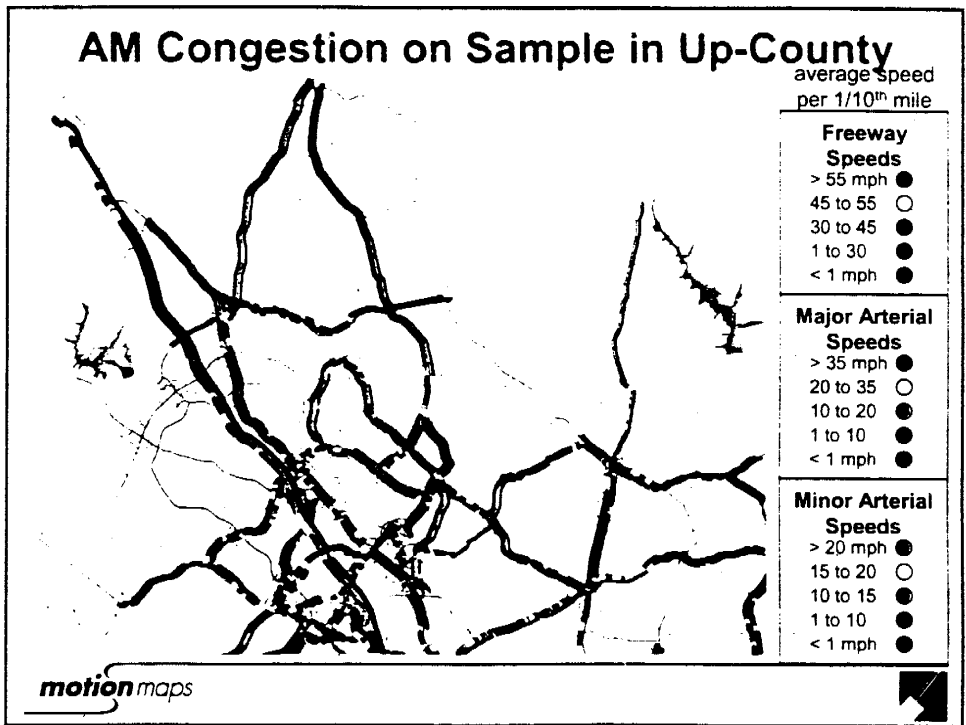 AM Congestion on Sample in Up-County
average speed
per 1/10th mile
Freeway
Speeds
> 55 mph
45 to 55
30 to 45
1 to 30
< 1 mph
Major Arterial
Speeds
> 35 mph
20 to 35
10 to 20
1 to 10
< 1 mph
Minor Arterial
Speeds
> 20 mph
15 to 20
10 to 15
1 to 10
< 1 mph
motion maps